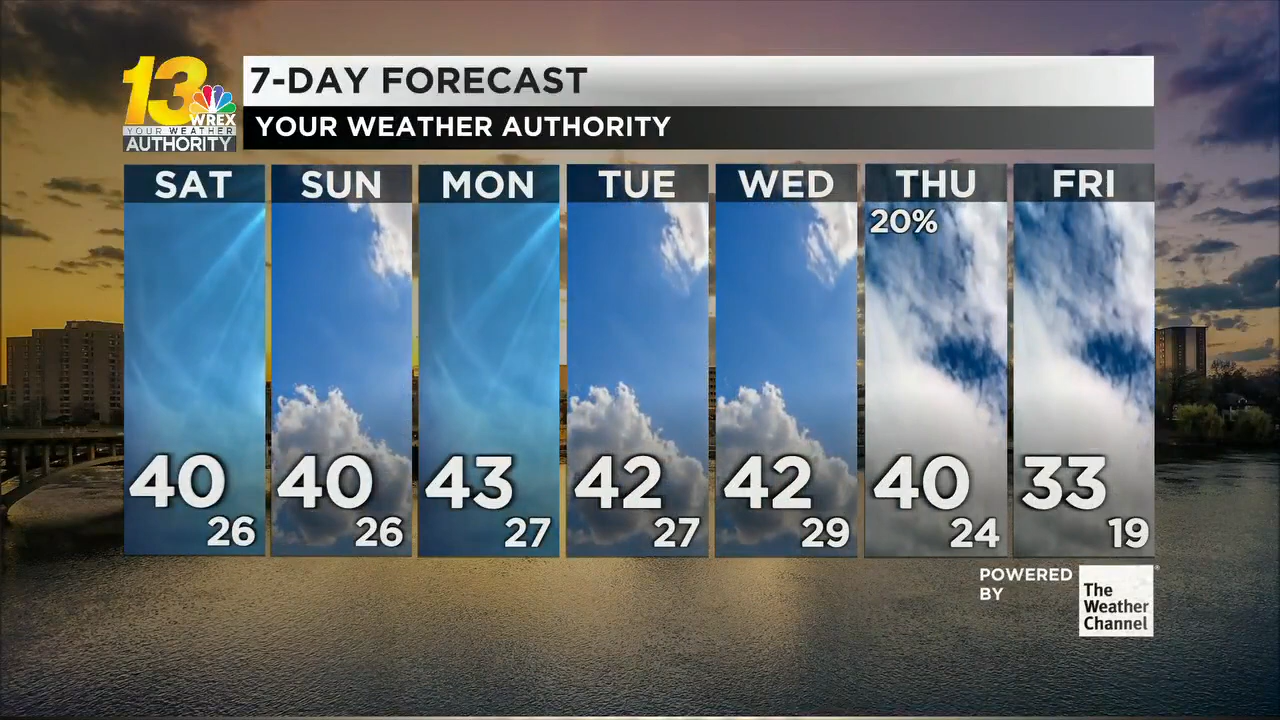 13
WREX
YOUR WEATHER
AUTHORITY
7-DAY FORECAST
YOUR WEATHER AUTHORITY
SAT SUN MON TUE WED THU FRI
20%
40 40 43 42 42 40 33
26 26 27 27 29 24 19
POWERED
BY
The
Weather
Channel